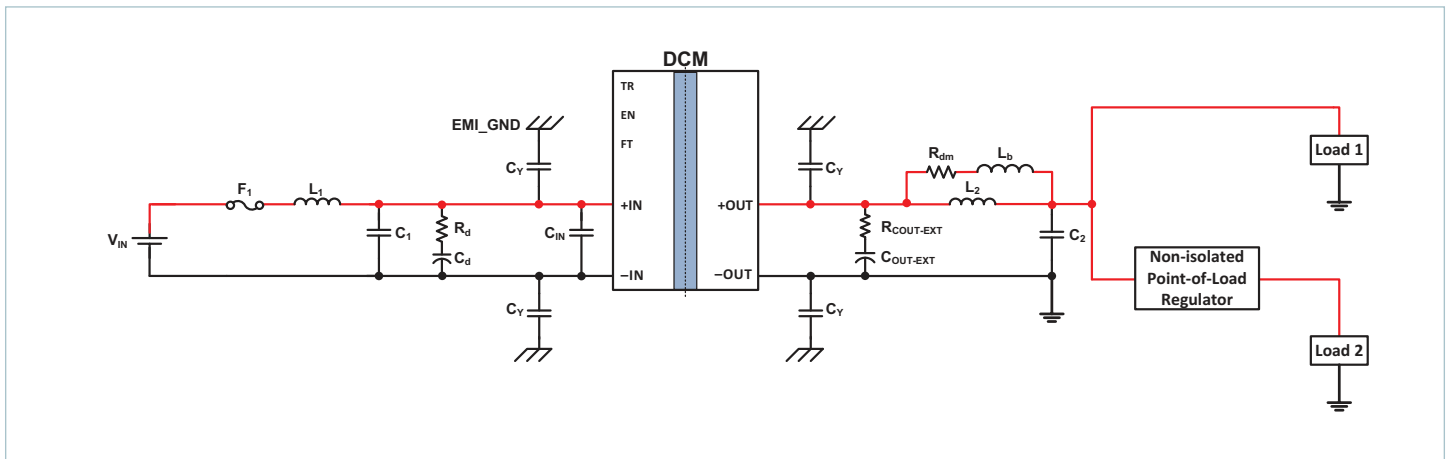 DCM
TR
EN
FT
+IN
–IN
+OUT
–OUT
EMI_GND
CY
CY
CY
CY
F1
L1
VIN
C1
Rd
Cd
CIN
Rdm
Lb
L2
RCOUT-EXT
COUT-EXT
C2
Load 1
Non-isolated
Point-of-Load
Regulator
Load 2